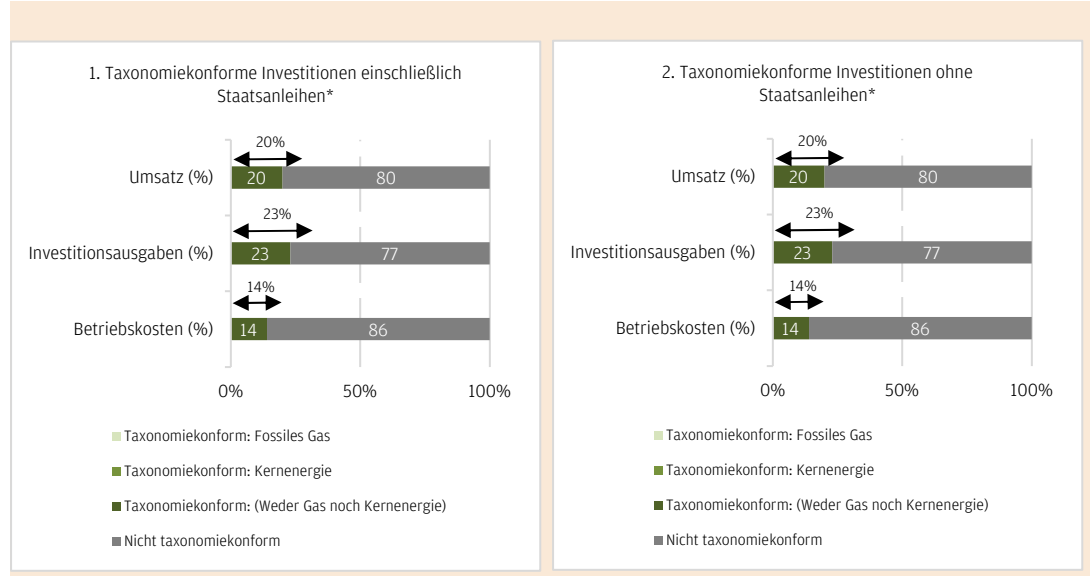 1. Taxonomiekonforme Investitionen einschließlich
Staatsanleihen*
20%
Umsatz (%)
20
80
23%
Investitionsausgaben (%)
23
77
14%
Betriebskosten (%)
14
86
0%
50%
100%
Taxonomiekonform: Fossiles Gas
Taxonomiekonform: Kernenergie
Taxonomiekonform: (Weder Gas noch Kernenergie)
Nicht taxonomiekonform
2. Taxonomiekonforme Investitionen ohne
Staatsanleihen*
20%
Umsatz (%)
20
80
23%
Investitionsausgaben (%)
23
77
14%
Betriebskosten (%)
14
86
0%
50%
100%
Taxonomiekonform: Fossiles Gas
Taxonomiekonform: Kernenergie
Taxonomiekonform: (Weder Gas noch Kernenergie)
Nicht taxonomiekonform